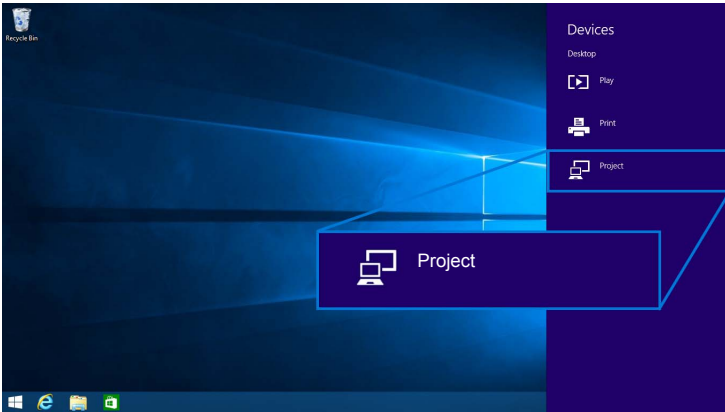 Recycle Bin
Devices
Desktop
Play
Print
Project
Project